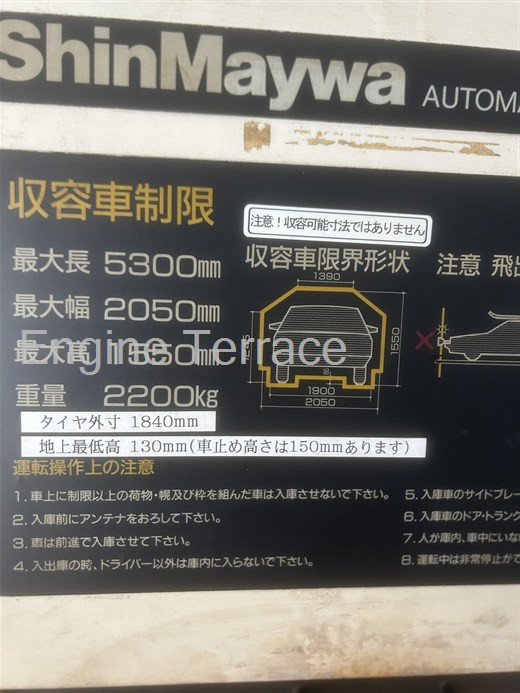 ShinMaywa
AUTOMA
収容車制限
注意！収容可能寸法ではありません
最大長 5300mm
収容車限界形状
注意 飛出
1390
最大幅 2050mm
最大高 1550mm
Engine Terrace
1550
重量 2200kg
1900
2050
タイヤ外寸 1840mm
地上最低高 130mm(車止め高さは150mmあります)
運転操作上の注意
1.車上に制限以上の荷物・幌及び枠を組んだ車は入庫させないで下さい。
2.入庫前にアンテナをおろして下さい。
3.車は前進で入庫させて下さい。
4.入出庫の時、ドライバー以外は庫内に入らないで下さい。
5.入庫車のサイドブレー
6.入庫車のドア・トランク
7.人が庫内、車中にいな
8.運転中は非常停止がで